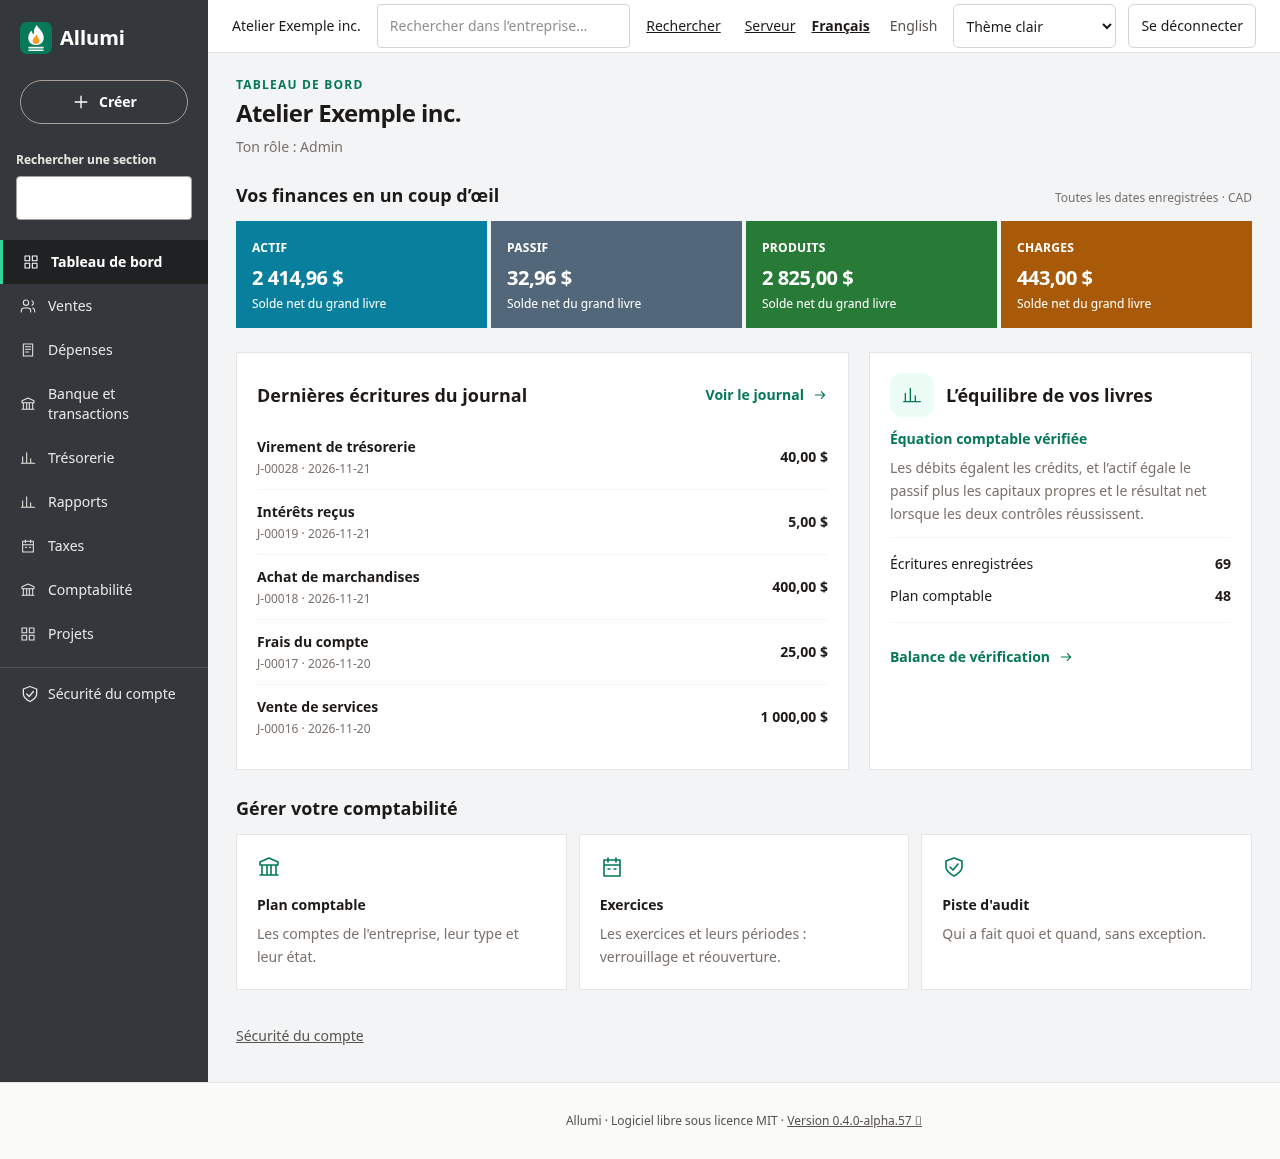 Allumi
Créer
Rechercher une section
Tableau de bord
Ventes
Dépenses
Banque et
transactions
Trésorerie
Rapports
Taxes
Comptabilité
Projets
Sécurité du compte
Atelier Exemple inc.
Rechercher dans l’entreprise…
Rechercher
Serveur
Français
English
Thème clair
Se déconnecter
TABLEAU DE BORD
Atelier Exemple inc.
Ton rôle : Admin
Vos finances en un coup d’œil
Toutes les dates enregistrées · CAD
ACTIF
2 414,96 $
Solde net du grand livre
PASSIF
32,96 $
Solde net du grand livre
PRODUITS
2 825,00 $
Solde net du grand livre
CHARGES
443,00 $
Solde net du grand livre
Dernières écritures du journal
Voir le journal →
Virement de trésorerie
J-00028 · 2026-11-21
40,00 $
Intérêts reçus
J-00019 · 2026-11-21
5,00 $
Achat de marchandises
J-00018 · 2026-11-21
400,00 $
Frais du compte
J-00017 · 2026-11-20
25,00 $
Vente de services
J-00016 · 2026-11-20
1 000,00 $
L’équilibre de vos livres
Équation comptable vérifiée
Les débits égalent les crédits, et l’actif égale le
passif plus les capitaux propres et le résultat net
lorsque les deux contrôles réussissent.
Écritures enregistrées 69
Plan comptable 48
Balance de vérification →
Gérer votre comptabilité
Plan comptable
Les comptes de l'entreprise, leur type et
leur état.
Exercices
Les exercices et leurs périodes :
verrouillage et réouverture.
Piste d'audit
Qui a fait quoi et quand, sans exception.
Sécurité du compte
Allumi · Logiciel libre sous licence MIT · Version 0.4.0-alpha.57